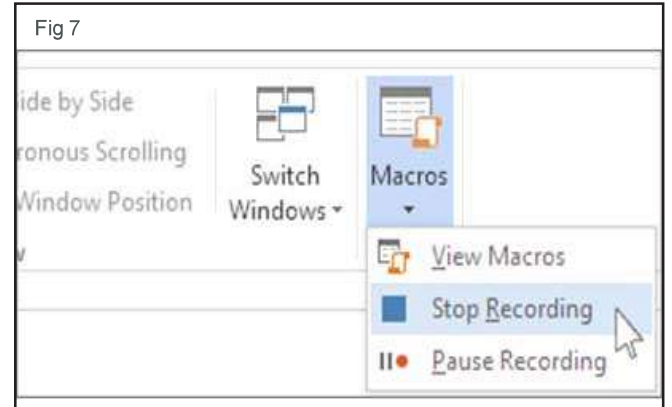 Fig 7
ide by Side
ronous Scrolling
Window Position
Switch
Windows
Macros
View Macros
Stop Recording
Pause Recording